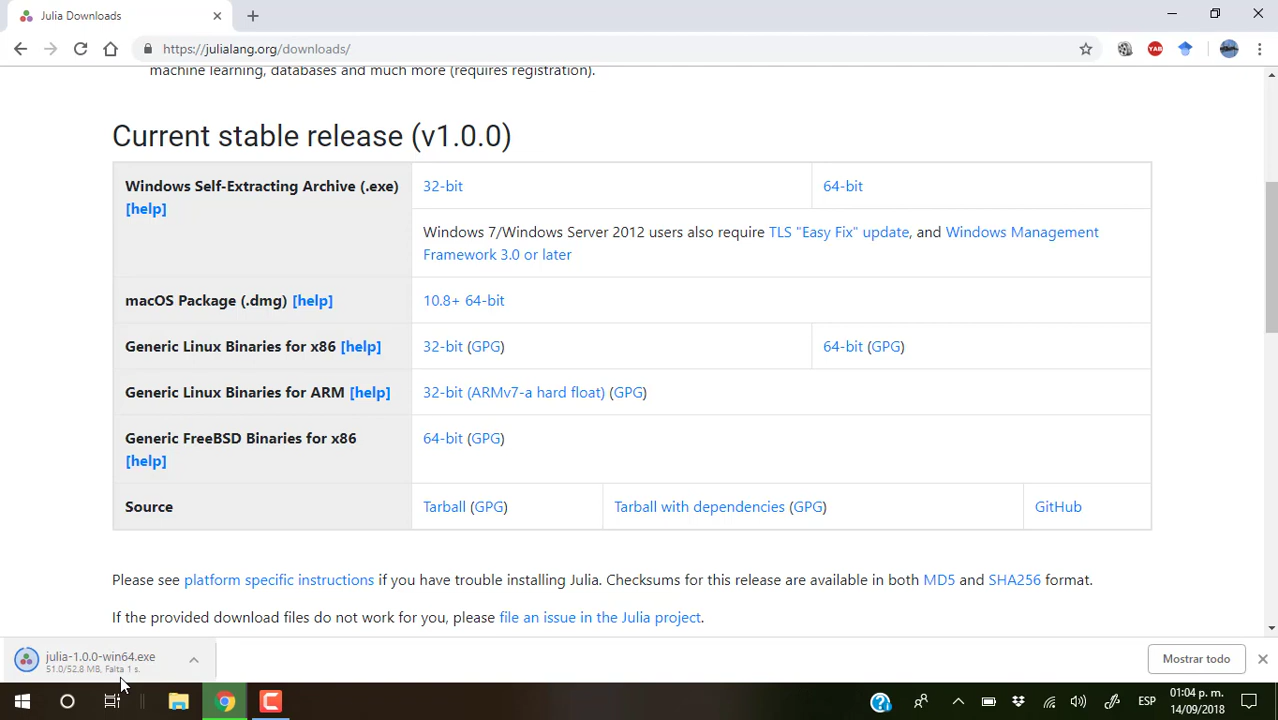 Julia Downloads
https://julialang.org/downloads/
YAB
machine learning, databases and much more (requires registration).
Current stable release (v1.0.0)
Windows Self-Extracting Archive (.exe) 32-bit 64-bit
[help]
Windows 7/Windows Server 2012 users also require TLS "Easy Fix" update, and Windows Management
Framework 3.0 or later
macOS Package (.dmg) [help] 10.8+ 64-bit
Generic Linux Binaries for x86 [help] 32-bit (GPG) 64-bit (GPG)
Generic Linux Binaries for ARM [help] 32-bit (ARMv7-a hard float) (GPG)
Generic FreeBSD Binaries for x86 64-bit (GPG)
[help]
Source Tarball (GPG) Tarball with dependencies (GPG) GitHub
Please see platform specific instructions if you have trouble installing Julia. Checksums for this release are available in both MD5 and SHA256 format.
If the provided download files do not work for you, please file an issue in the Julia project.
julia-1.0.0-win64.exe
51.0/52.8 MB, Falta 1 s.
Mostrar todo
ESP
01:04 p. m.
14/09/2018